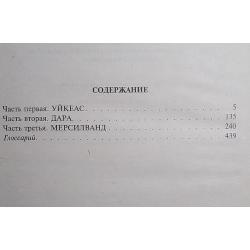 СОДЕРЖАНИЕ
Часть первая. УЙКЕАС. . . . . . . . . . . . . . . . . . 5
Часть вторая. ДАРА. . . . . . . . . . . . . . . . . . 135
Часть третья. МЕРСИЛВАНД . . . . . . . . . . . . . . 240
Глоссарий. . . . . . . . . . . . . . . . . . . . . . 439